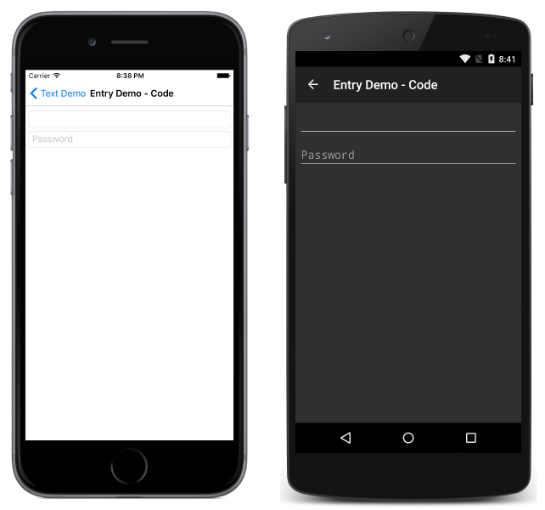 Carrier 8:38 PM
Text Demo Entry Demo - Code
Password
8:41
Entry Demo - Code
Password